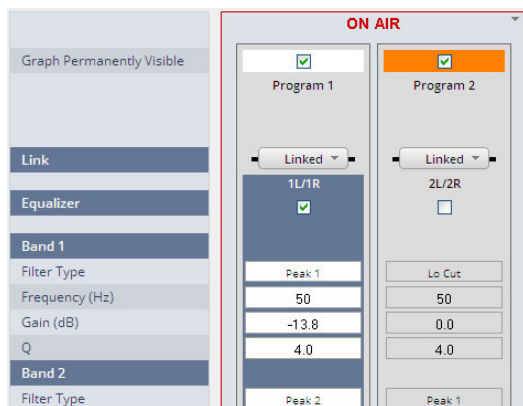 ON AIR
Graph Permanently Visible
Program 1 Program 2
Link Linked Linked
1L/1R 2L/2R
Equalizer
Band 1
Filter Type Peak 1 Lo Cut
Frequency (Hz) 50 50
Gain (dB) -13.8 0.0
Q 4.0 4.0
Band 2
Filter Type Peak 2 Peak 1